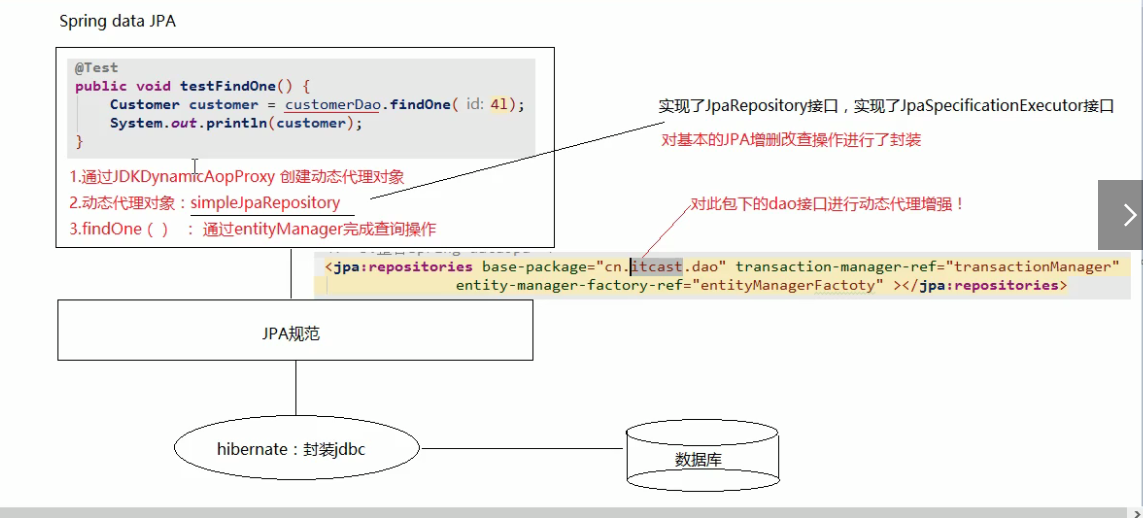 Spring data JPA
@Test
public void testFindOne() {
Customer customer = customerDao.findOne( id: 4l);
System.out.println(customer);
}
1.通过JDKDynamicAopProxy 创建动态代理对象
2.动态代理对象：simpleJpaRepository
3.findOne（ ） ： 通过entityManager完成查询操作
实现了JpaRepository接口，实现了JpaSpecificationExecutor接口
对基本的JPA增删改查操作进行了封装
对此包下的dao接口进行动态代理增强！
<jpa:repositories base-package="cn.itcast.dao" transaction-manager-ref="transactionManager"
entity-manager-factory-ref="entityManagerFactoty" ></jpa:repositories>
JPA规范
hibernate：封装jdbc
数据库